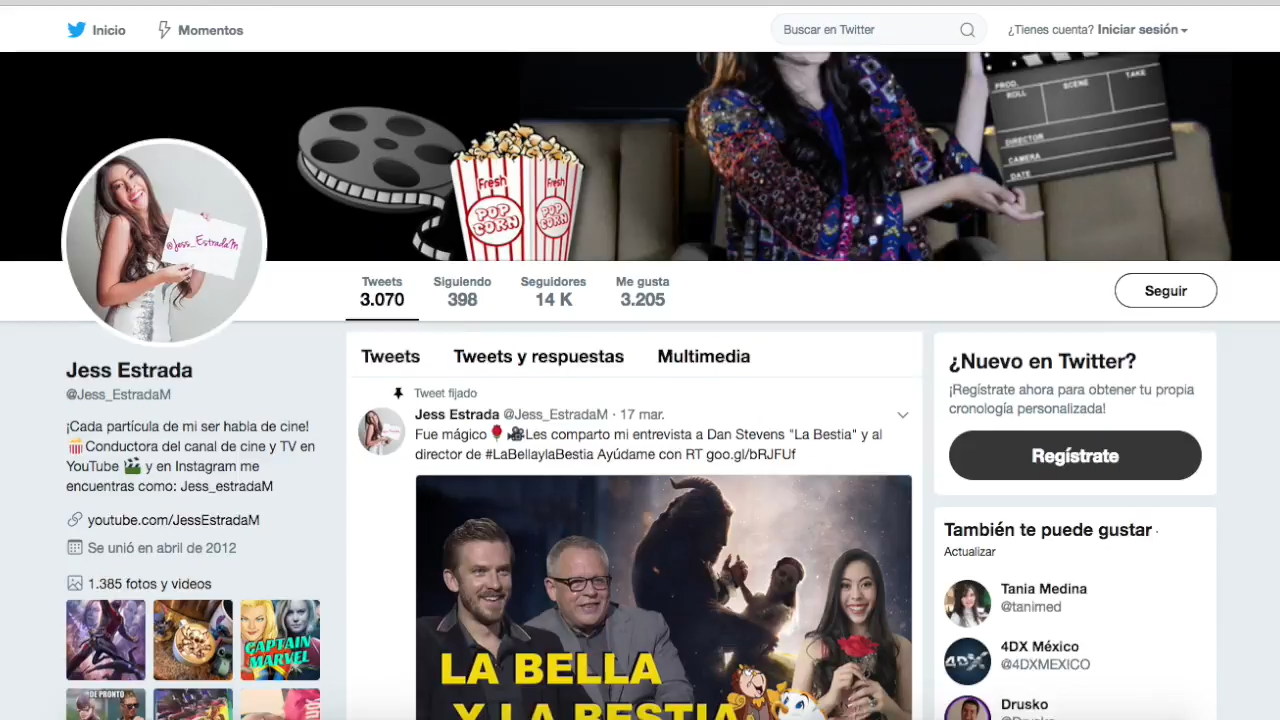 Inicio
Momentos
Buscar en Twitter
¿Tienes cuenta? Iniciar sesión
PROD.
ROLL
SCENE
TAKE
DIRECTOR
CAMERA
DATE
Fresh
Fresh
POP
CORN
POP
CORN
@Jess_EstradaM
Tweets
3.070
Siguiendo
398
Seguidores
14 K
Me gusta
3.205
Seguir
Jess Estrada
@Jess_EstradaM
¡Cada partícula de mi ser habla de cine!
Conductora del canal de cine y TV en
YouTube y en Instagram me
encuentras como: Jess_estradaM
youtube.com/JessEstradaM
Se unió en abril de 2012
1.385 fotos y videos
CAPTAIN
MARVEL
DE PRONTO
Tweets
Tweets y respuestas
Multimedia
Tweet fijado
Jess Estrada @Jess_EstradaM · 17 mar.
Fue mágico Les comparto mi entrevista a Dan Stevens "La Bestia" y al
director de #LaBellaylaBestia Ayúdame con RT goo.gl/bRJFUf
LA BELLA
Y LA BESTIA
¿Nuevo en Twitter?
¡Regístrate ahora para obtener tu propia
cronología personalizada!
Regístrate
También te puede gustar ·
Actualizar
Tania Medina
@tanimed
4DX México
@4DXMEXICO
4DX
Drusko